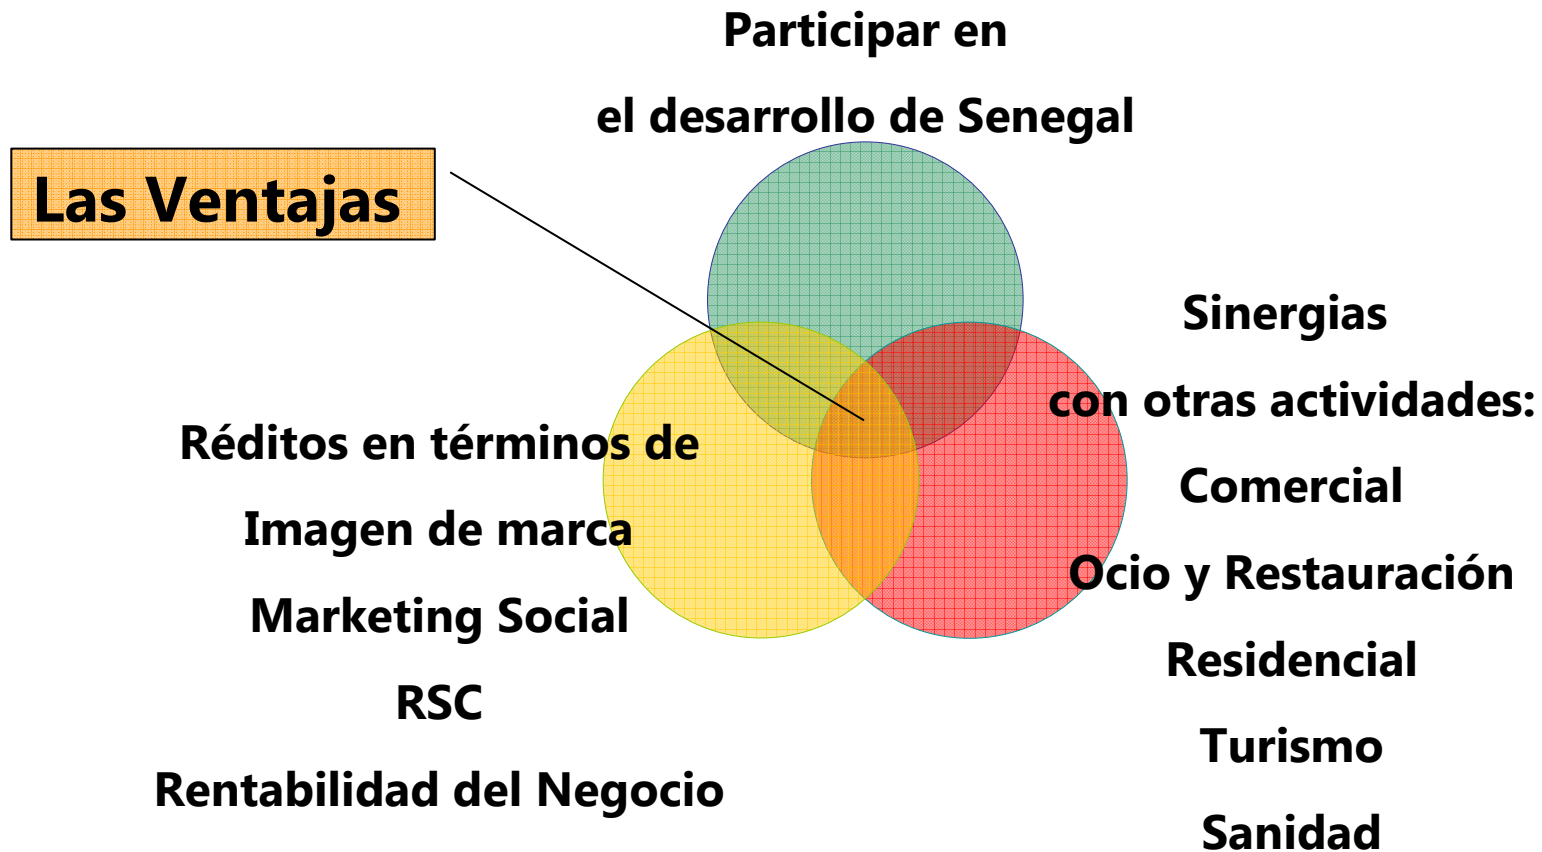 Participar en
el desarrollo de Senegal
Las Ventajas
Réditos en términos de
Imagen de marca
Marketing Social
RSC
Rentabilidad del Negocio
Sinergias
con otras actividades:
Comercial
Ocio y Restauración
Residencial
Turismo
Sanidad